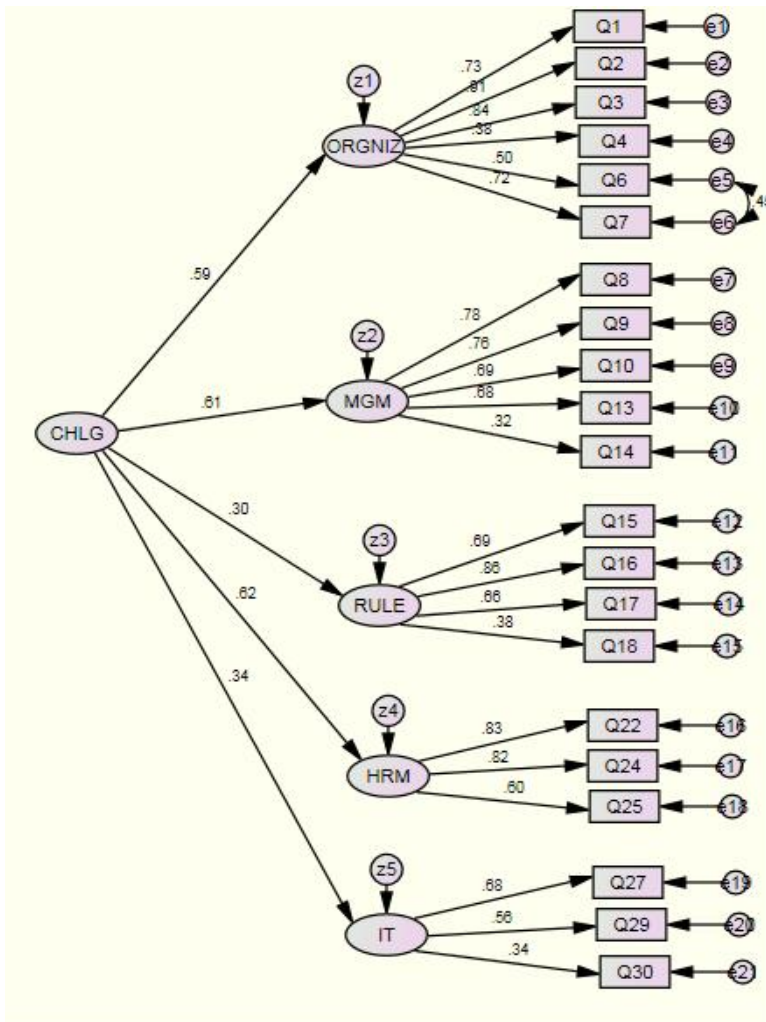 Q1 e1
.73
z1 Q2 e2
.91
.84 Q3 e3
ORGNIZ .38 Q4 e4
.50 Q6 e5
.72 .48
Q7 e6
.59
Q8 e7
.78
z2 Q9 e8
.76
.69 Q10 e9
.61 MGM .68 Q13 e10
CHLG .32 Q14 e11
.30
Q15 e12
z3 .69
.86 Q16 e13
.62 RULE .66 Q17 e14
.38 Q18 e15
.34
z4 Q22 e16
.83
.82 Q24 e17
HRM .60 Q25 e18
z5 Q27 e19
.68
IT .56 Q29 e20
.34 Q30 e21